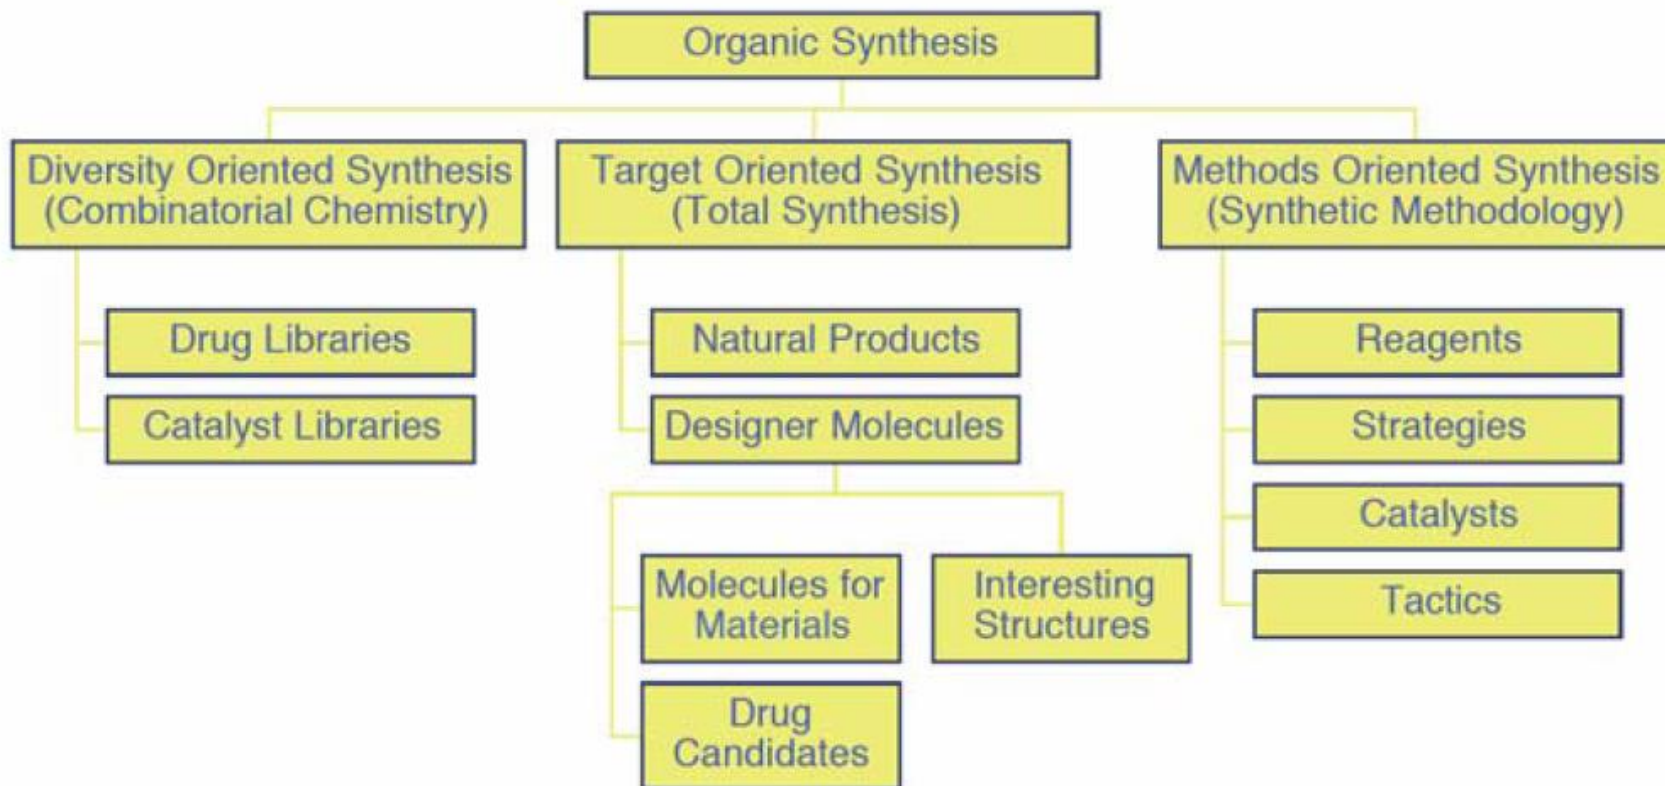 Organic Synthesis
Diversity Oriented Synthesis
(Combinatorial Chemistry)
Target Oriented Synthesis
(Total Synthesis)
Methods Oriented Synthesis
(Synthetic Methodology)
Drug Libraries
Catalyst Libraries
Natural Products
Designer Molecules
Molecules for
Materials
Drug
Candidates
Interesting
Structures
Reagents
Strategies
Catalysts
Tactics